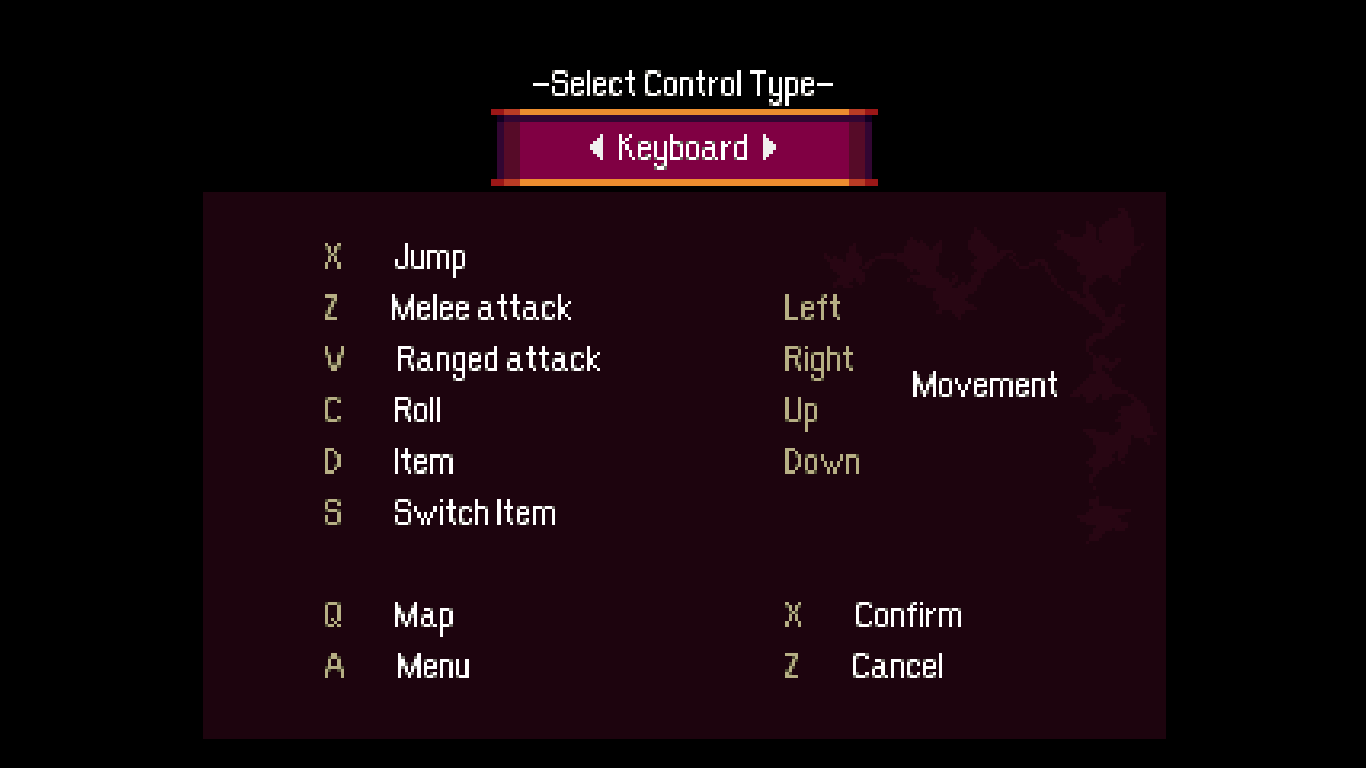 -Select Control Type-
Keyboard
X Jump
Z Melee attack
V Ranged attack
C Roll
D Item
S Switch Item
Left
Right
Up
Down
Movement
Q Map
A Menu
X Confirm
Z Cancel